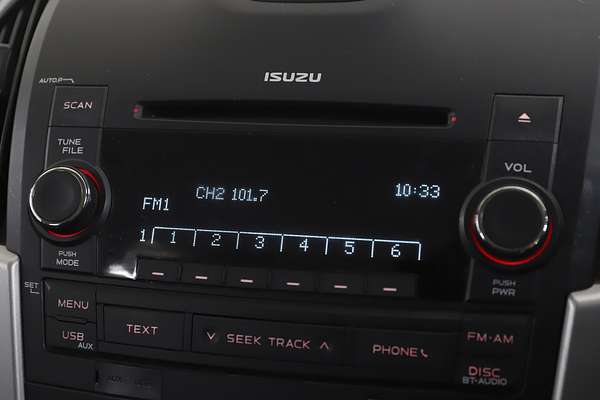 ISUZU
AUTO.P
SCAN
TUNE
FILE
PUSH
MODE
FM1
CH2 101.7
10:33
1 1 2 3 4 5 6
VOL
PUSH
PWR
SET
MENU
USB
AUX
TEXT
SEEK TRACK
PHONE
FM-AM
DISC
BT-AUDIO